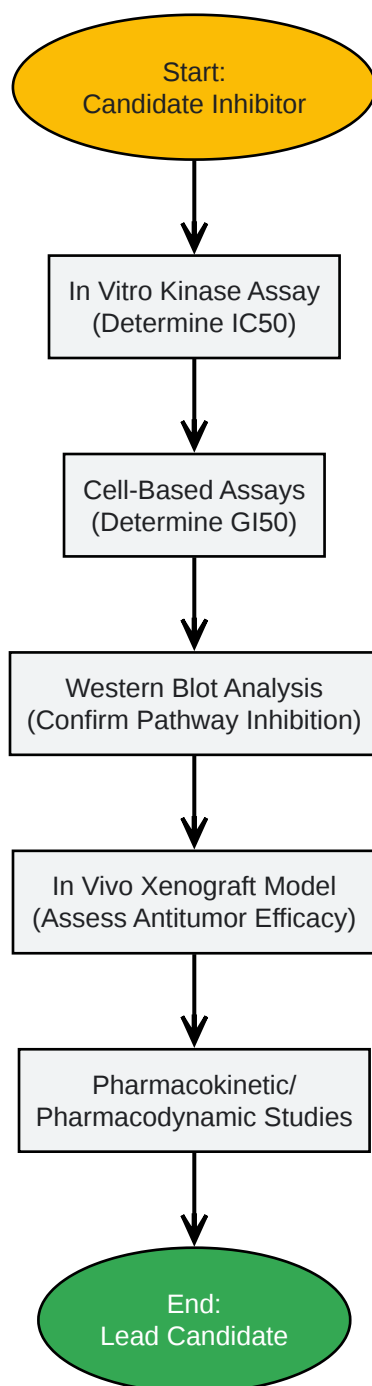 Start:
Candidate Inhibitor
In Vitro Kinase Assay
(Determine IC50)
Cell-Based Assays
(Determine GI50)
Western Blot Analysis
(Confirm Pathway Inhibition)
In Vivo Xenograft Model
(Assess Antitumor Efficacy)
Pharmacokinetic/
Pharmacodynamic Studies
End:
Lead Candidate